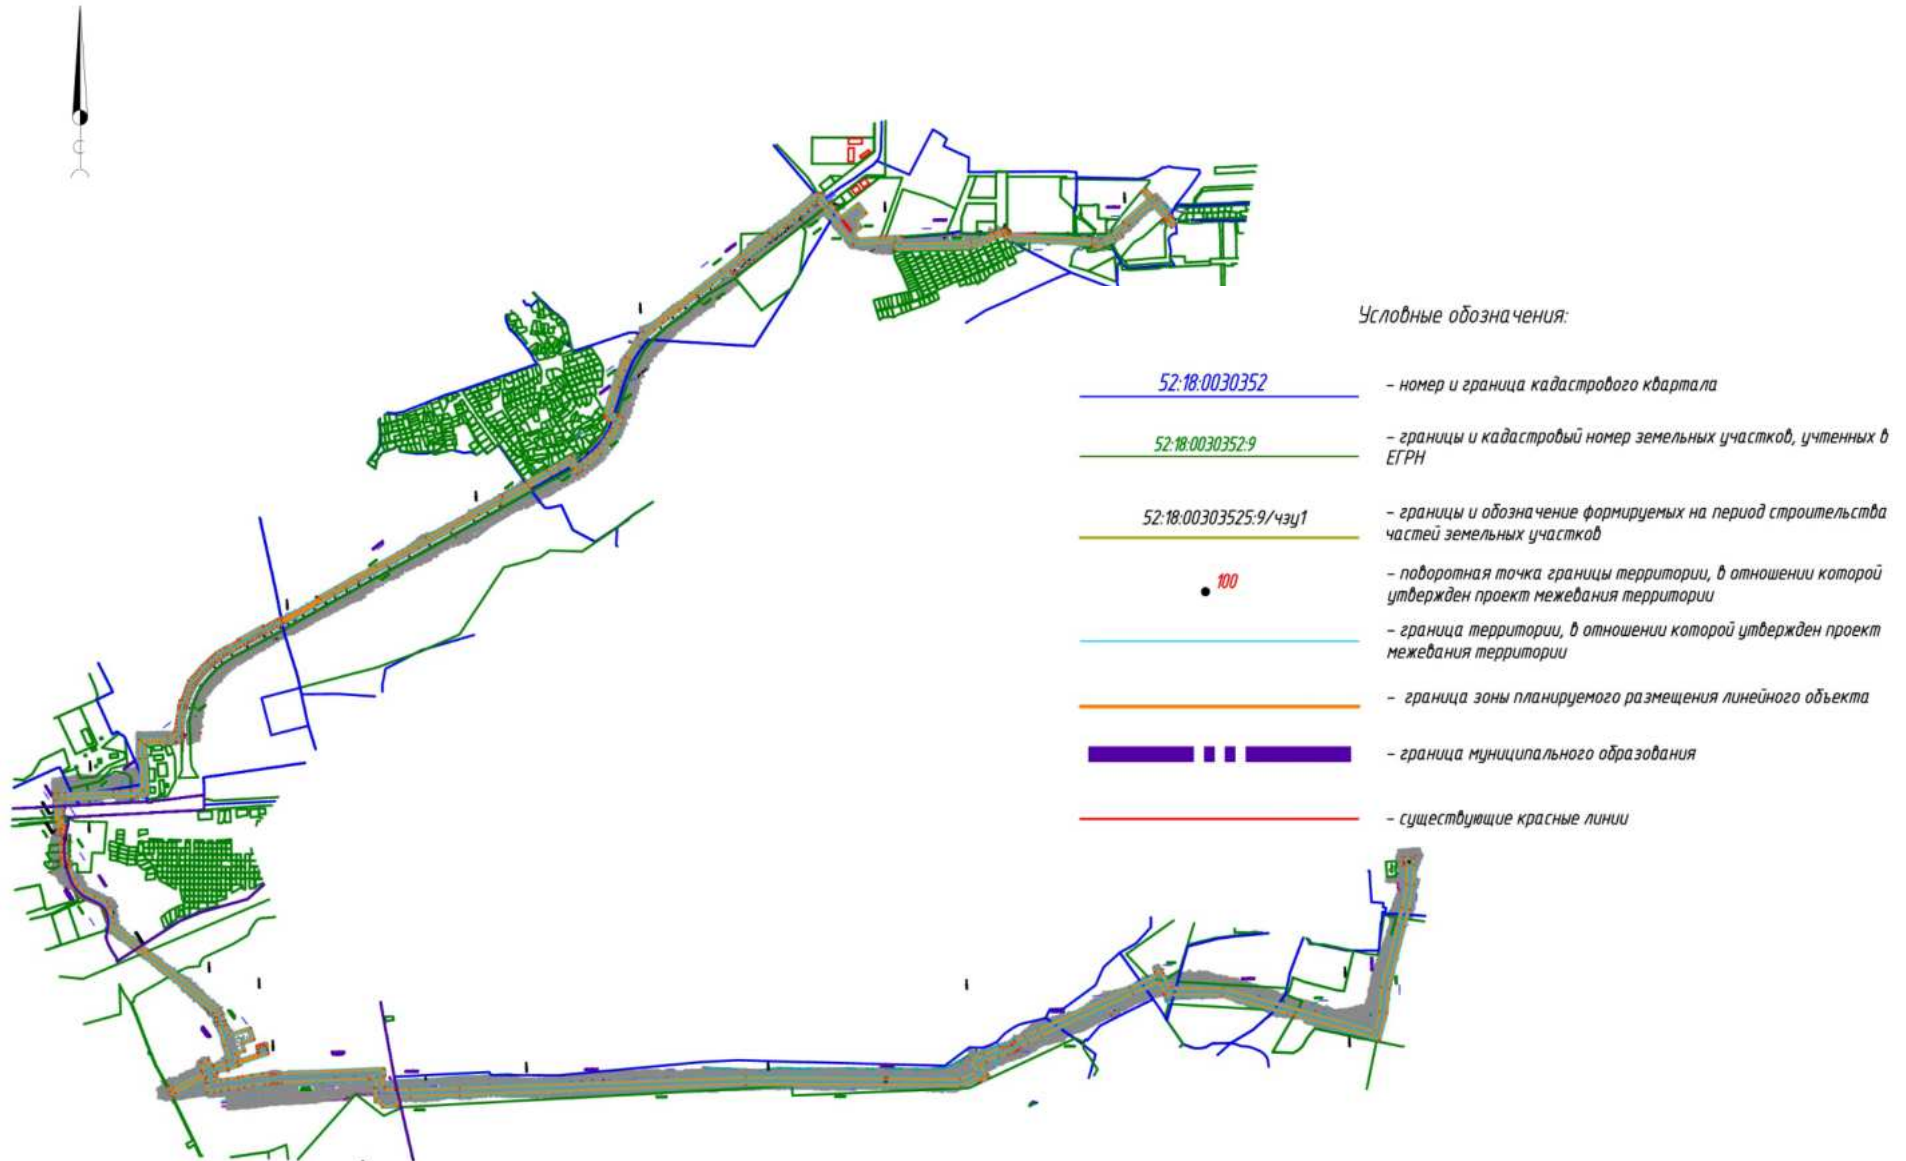 С
Условные обозначения:
52:18:0030352
– номер и граница кадастрового квартала
52:18:0030352:9
– границы и кадастровый номер земельных участков, учтенных в
ЕГРН
52:18:00303525:9/чзу1
– границы и обозначение формируемых на период строительства
частей земельных участков
100
– поворотная точка границы территории, в отношении которой
утвержден проект межевания территории
– граница территории, в отношении которой утвержден проект
межевания территории
– граница зоны планируемого размещения линейного объекта
– граница муниципального образования
– существующие красные линии